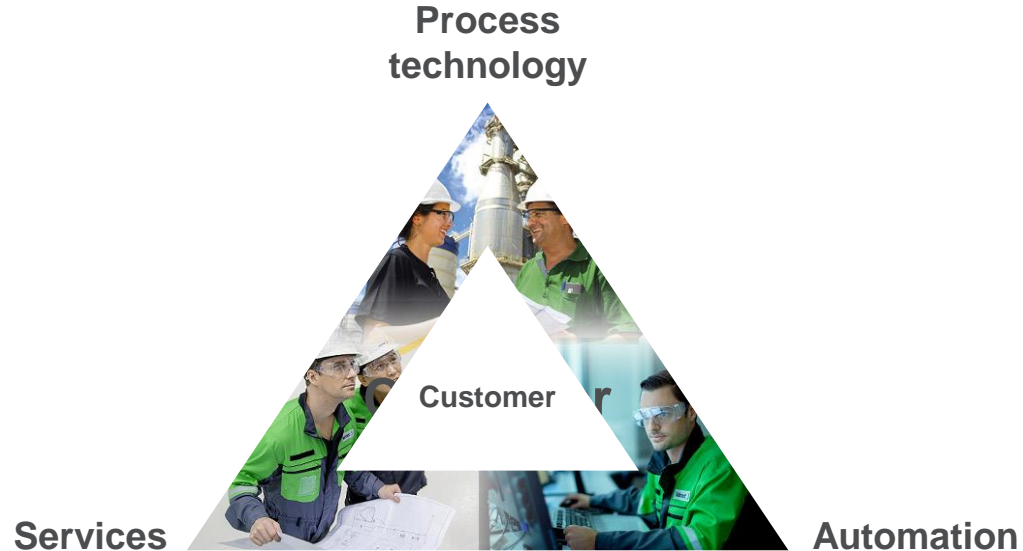 Process
technology
Customer
Services
Automation